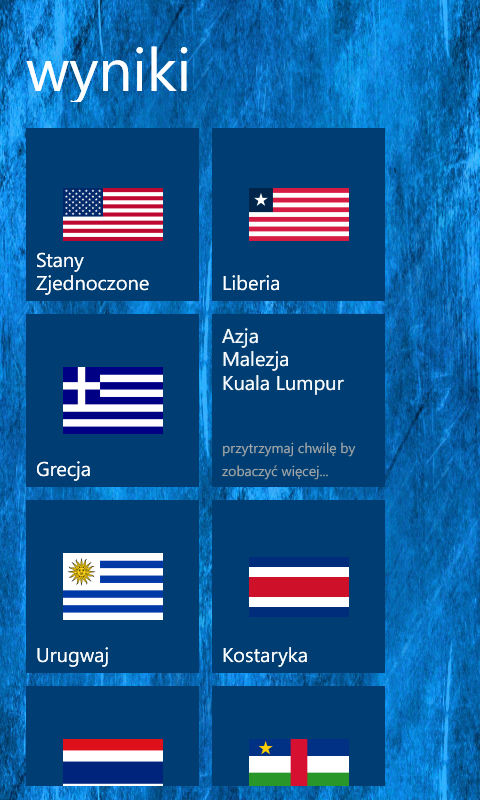 wyniki
Stany
Zjednoczone
Liberia
Grecja
Azja
Malezja
Kuala Lumpur
przytrzymaj chwilę by
zobaczyć więcej...
Urugwaj
Kostaryka